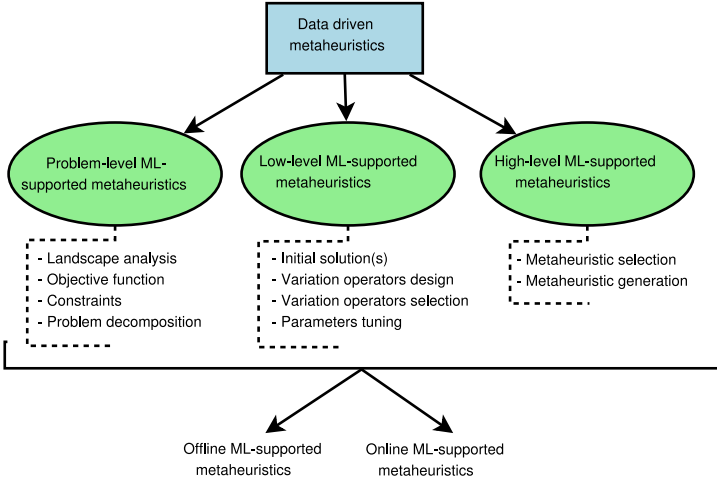 Data driven
metaheuristics
Problem-level ML-
supported metaheuristics
Low-level ML-supported
metaheuristics
High-level ML-supported
metaheuristics
- Landscape analysis
- Objective function
- Constraints
- Problem decomposition
- Initial solution(s)
- Variation operators design
- Variation operators selection
- Parameters tuning
- Metaheuristic selection
- Metaheuristic generation
Offline ML-supported
metaheuristics
Online ML-supported
metaheuristics